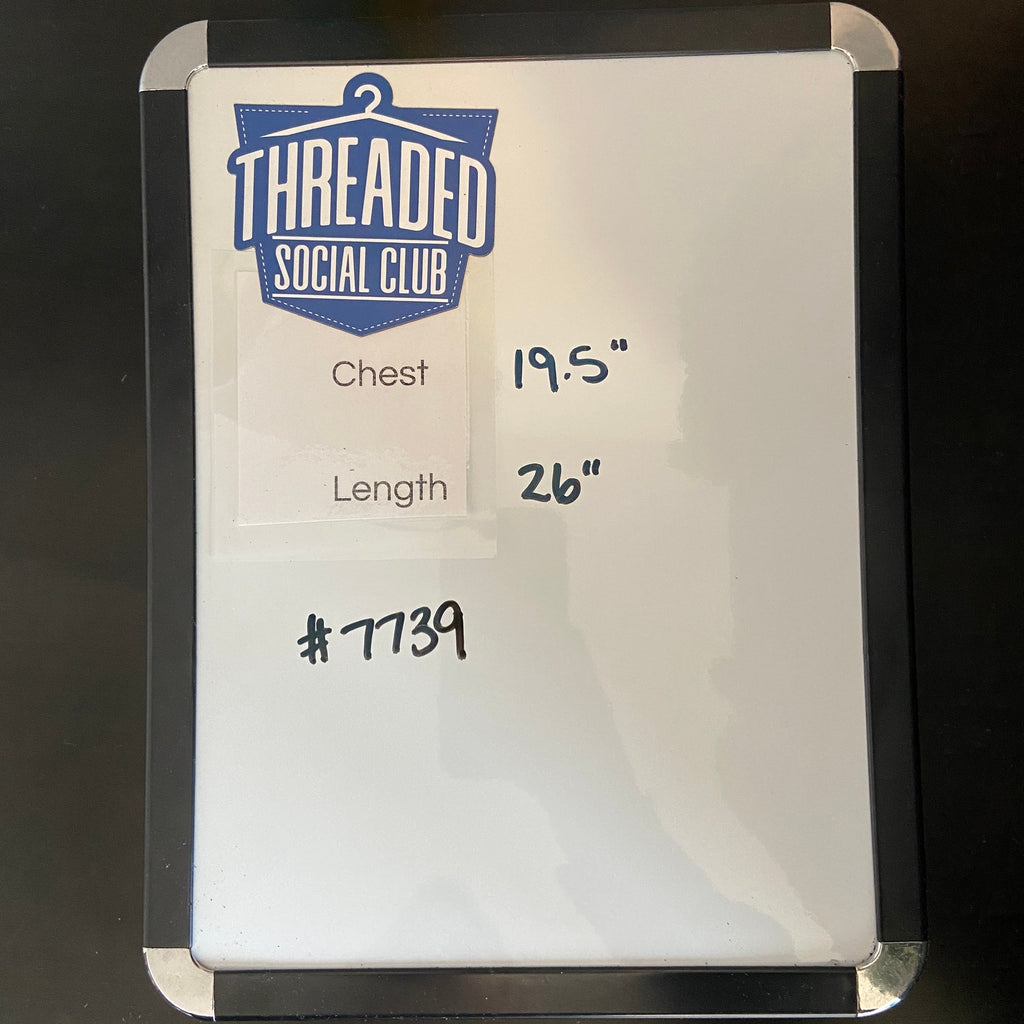 THREADED
SOCIAL CLUB
Chest 19.5"
Length 26"
#7739